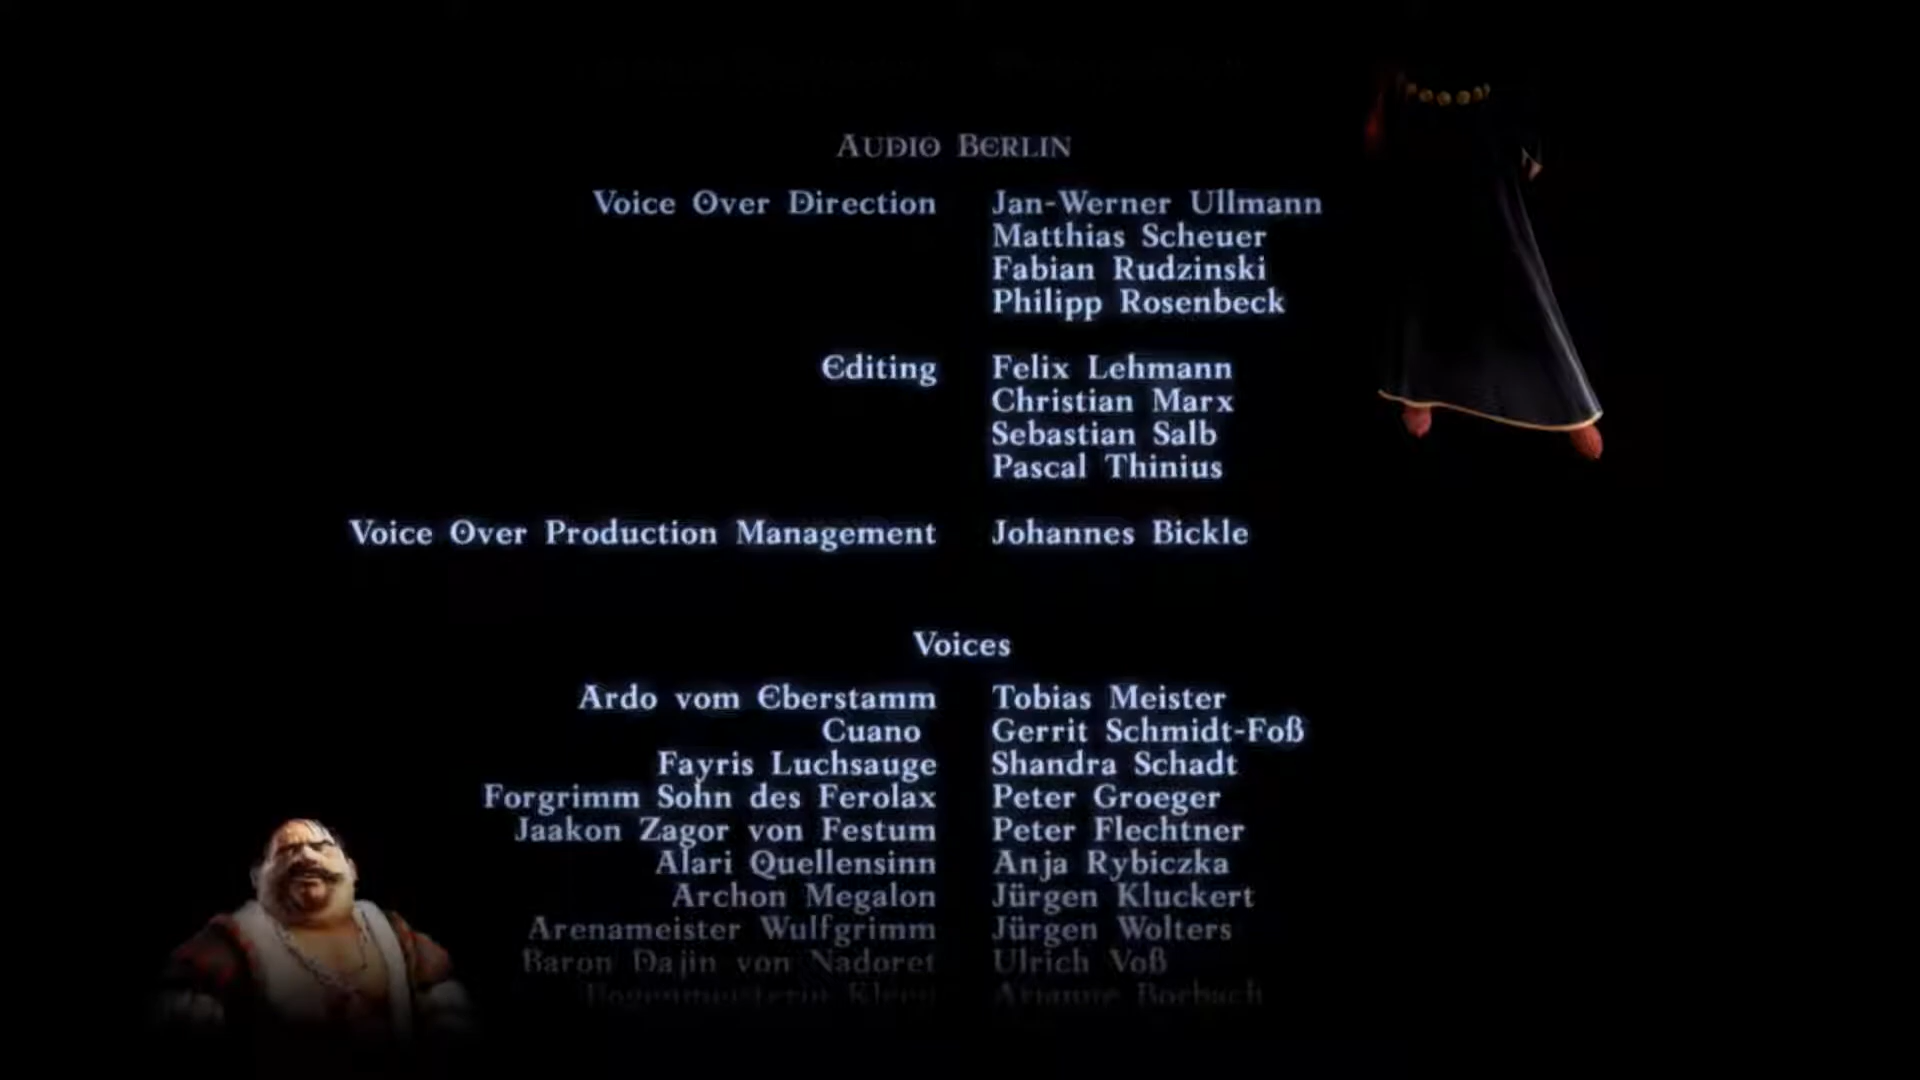 AUDIO BERLIN
Voice Over Direction Jan-Werner Ullmann
Matthias Scheuer
Fabian Rudzinski
Philipp Rosenbeck
Editing Felix Lehmann
Christian Marx
Sebastian Salb
Pascal Thinius
Voice Over Production Management Johannes Bickle
Voices
Ardo vom Eberstamm Tobias Meister
Cuano Gerrit Schmidt-Foß
Fayris Luchsauge Shandra Schadt
Forgrimm Sohn des Ferolax Peter Groeger
Jaakon Zagor von Festum Peter Flechtner
Alari Quellensinn Anja Rybiczka
Archon Megalon Jürgen Kluckert
Arenameister Wulfgrimm Jürgen Wolters
Baron Dajin von Nadoret Ulrich Voß